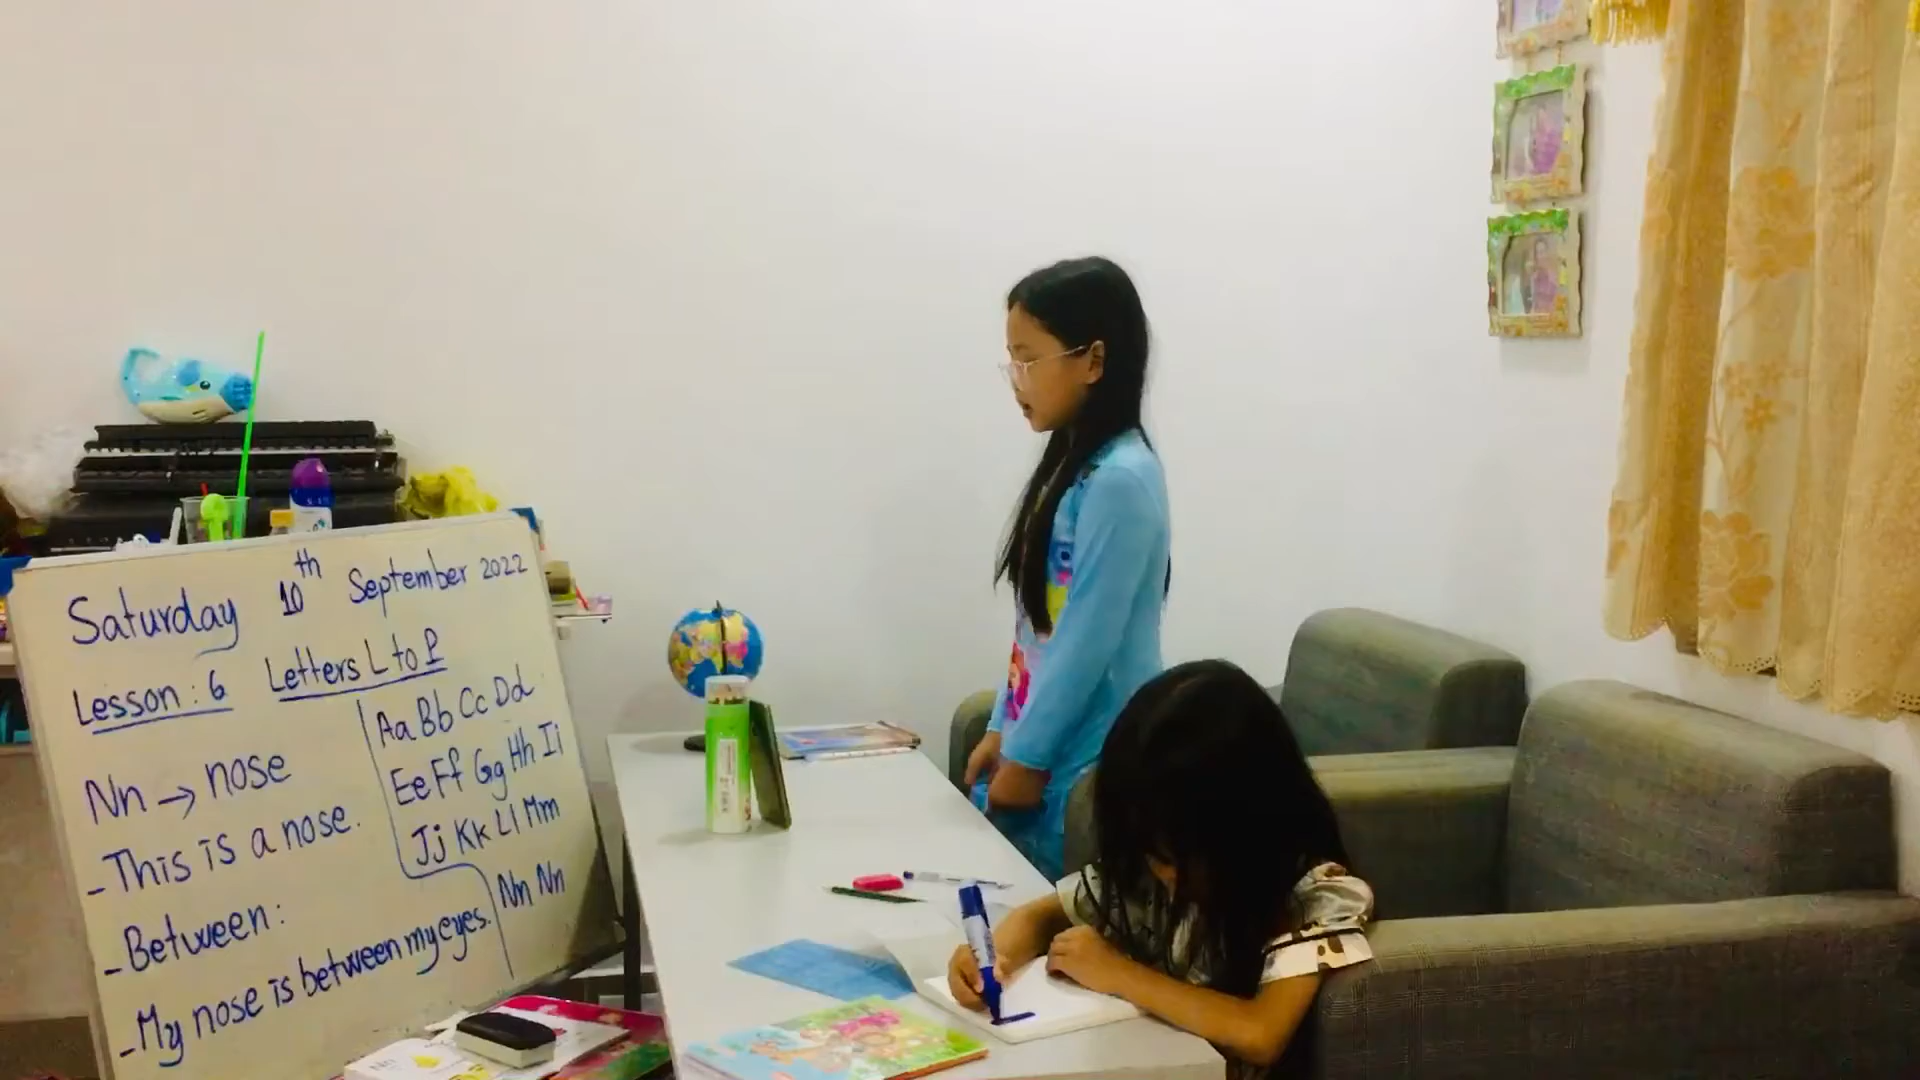 Saturday 10th September 2022
Lesson : 6 Letters L to P
Nn → nose
- This is a nose.
- Between:
- My nose is between my eyes.
Aa Bb Cc Dd
Ee Ff Gg Hh Ii
Jj Kk Ll Mm
Nn Nn